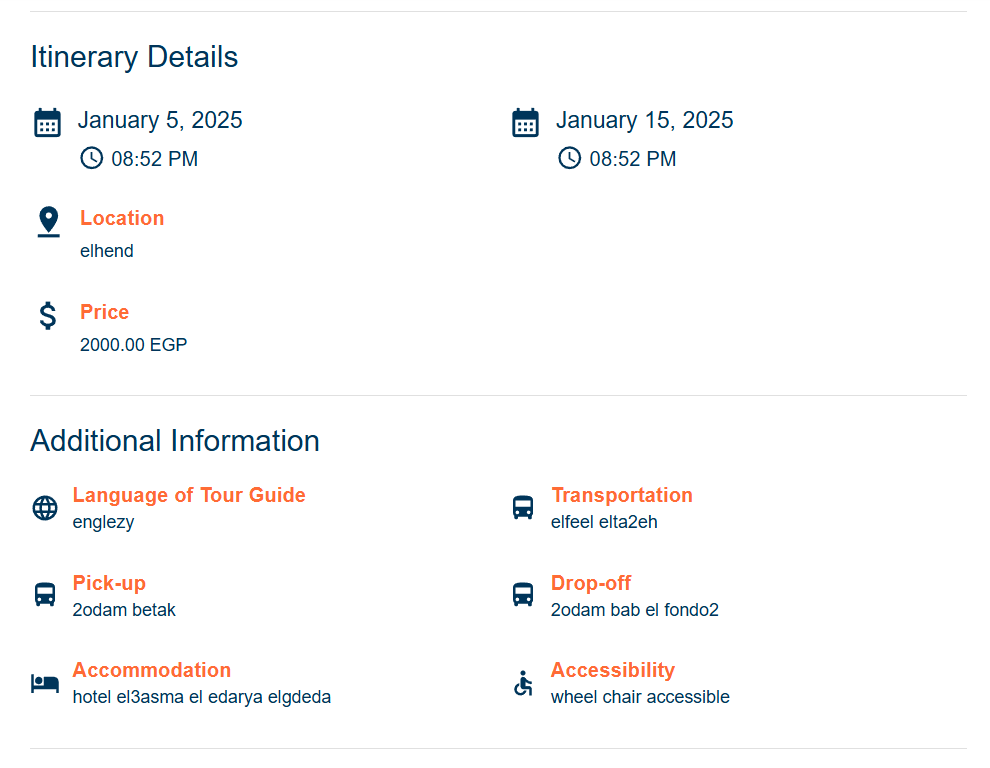 Itinerary Details
January 5, 2025
08:52 PM
January 15, 2025
08:52 PM
Location
elhend
Price
2000.00 EGP
Additional Information
Language of Tour Guide
englezy
Transportation
elfeel elta2eh
Pick-up
2odam betak
Drop-off
2odam bab el fondo2
Accommodation
hotel el3asma el edarya elgdeda
Accessibility
wheel chair accessible